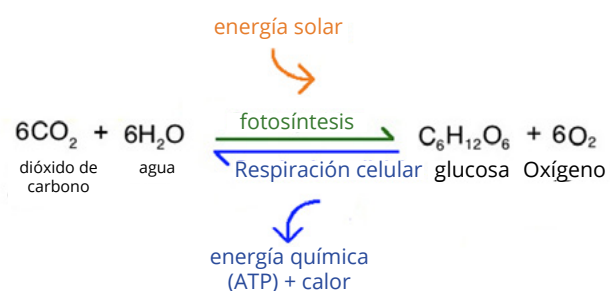 energía solar
fotosíntesis
6CO₂ + 6H₂O C₆H₁₂O₆ + 6O₂
dióxido de carbono agua Respiración celular glucosa Oxígeno
energía química
(ATP) + calor